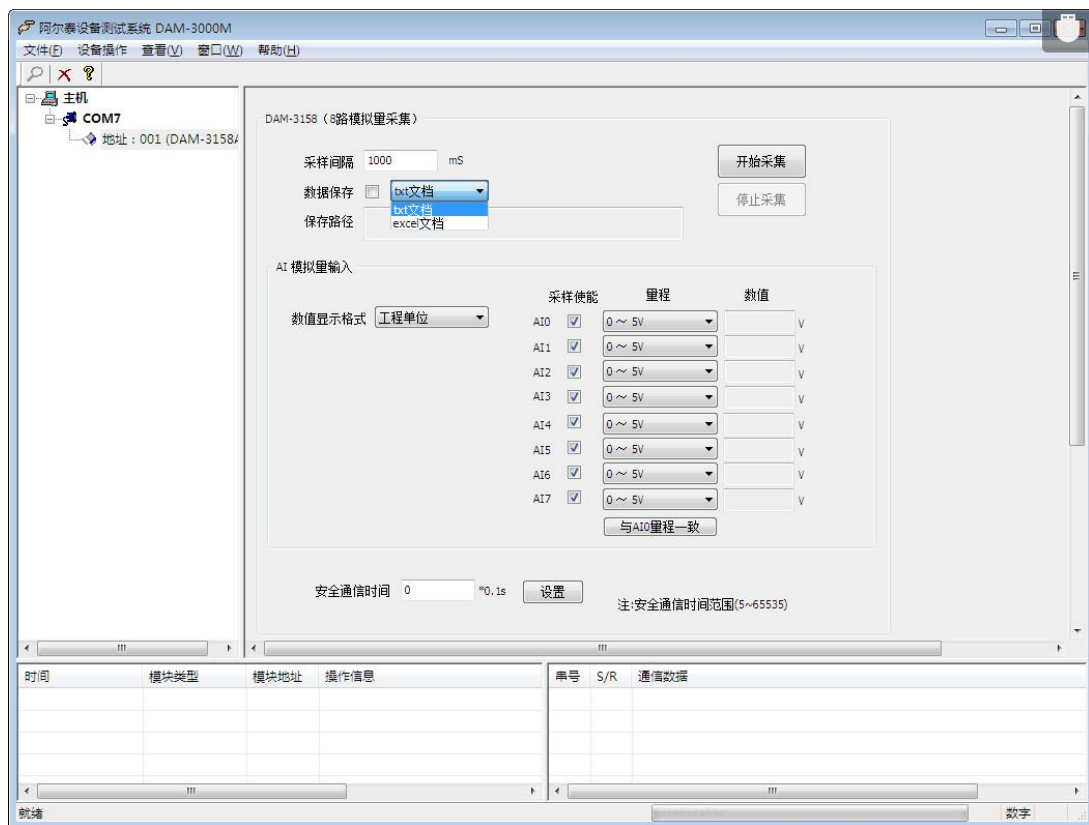 阿尔泰设备测试系统 DAM-3000M
文件(F) 设备操作 查看(V) 窗口(W) 帮助(H)
主机
COM7
地址：001 (DAM-3158A
DAM-3158（8路模拟量采集）
采样间隔 1000 mS
开始采集
数据保存 txt文档
停止采集
txt文档
保存路径 excel文档
AI 模拟量输入
采样使能 量程 数值
数值显示格式 工程单位
AI0 0～ 5V V
AI1 0～ 5V V
AI2 0～ 5V V
AI3 0～ 5V V
AI4 0～ 5V V
AI5 0～ 5V V
AI6 0～ 5V V
AI7 0～ 5V V
与AI0量程一致
安全通信时间 0 *0.1s 设置
注:安全通信时间范围(5~65535)
时间 模块类型 模块地址 操作信息
串号 S/R 通信数据
就绪 数字